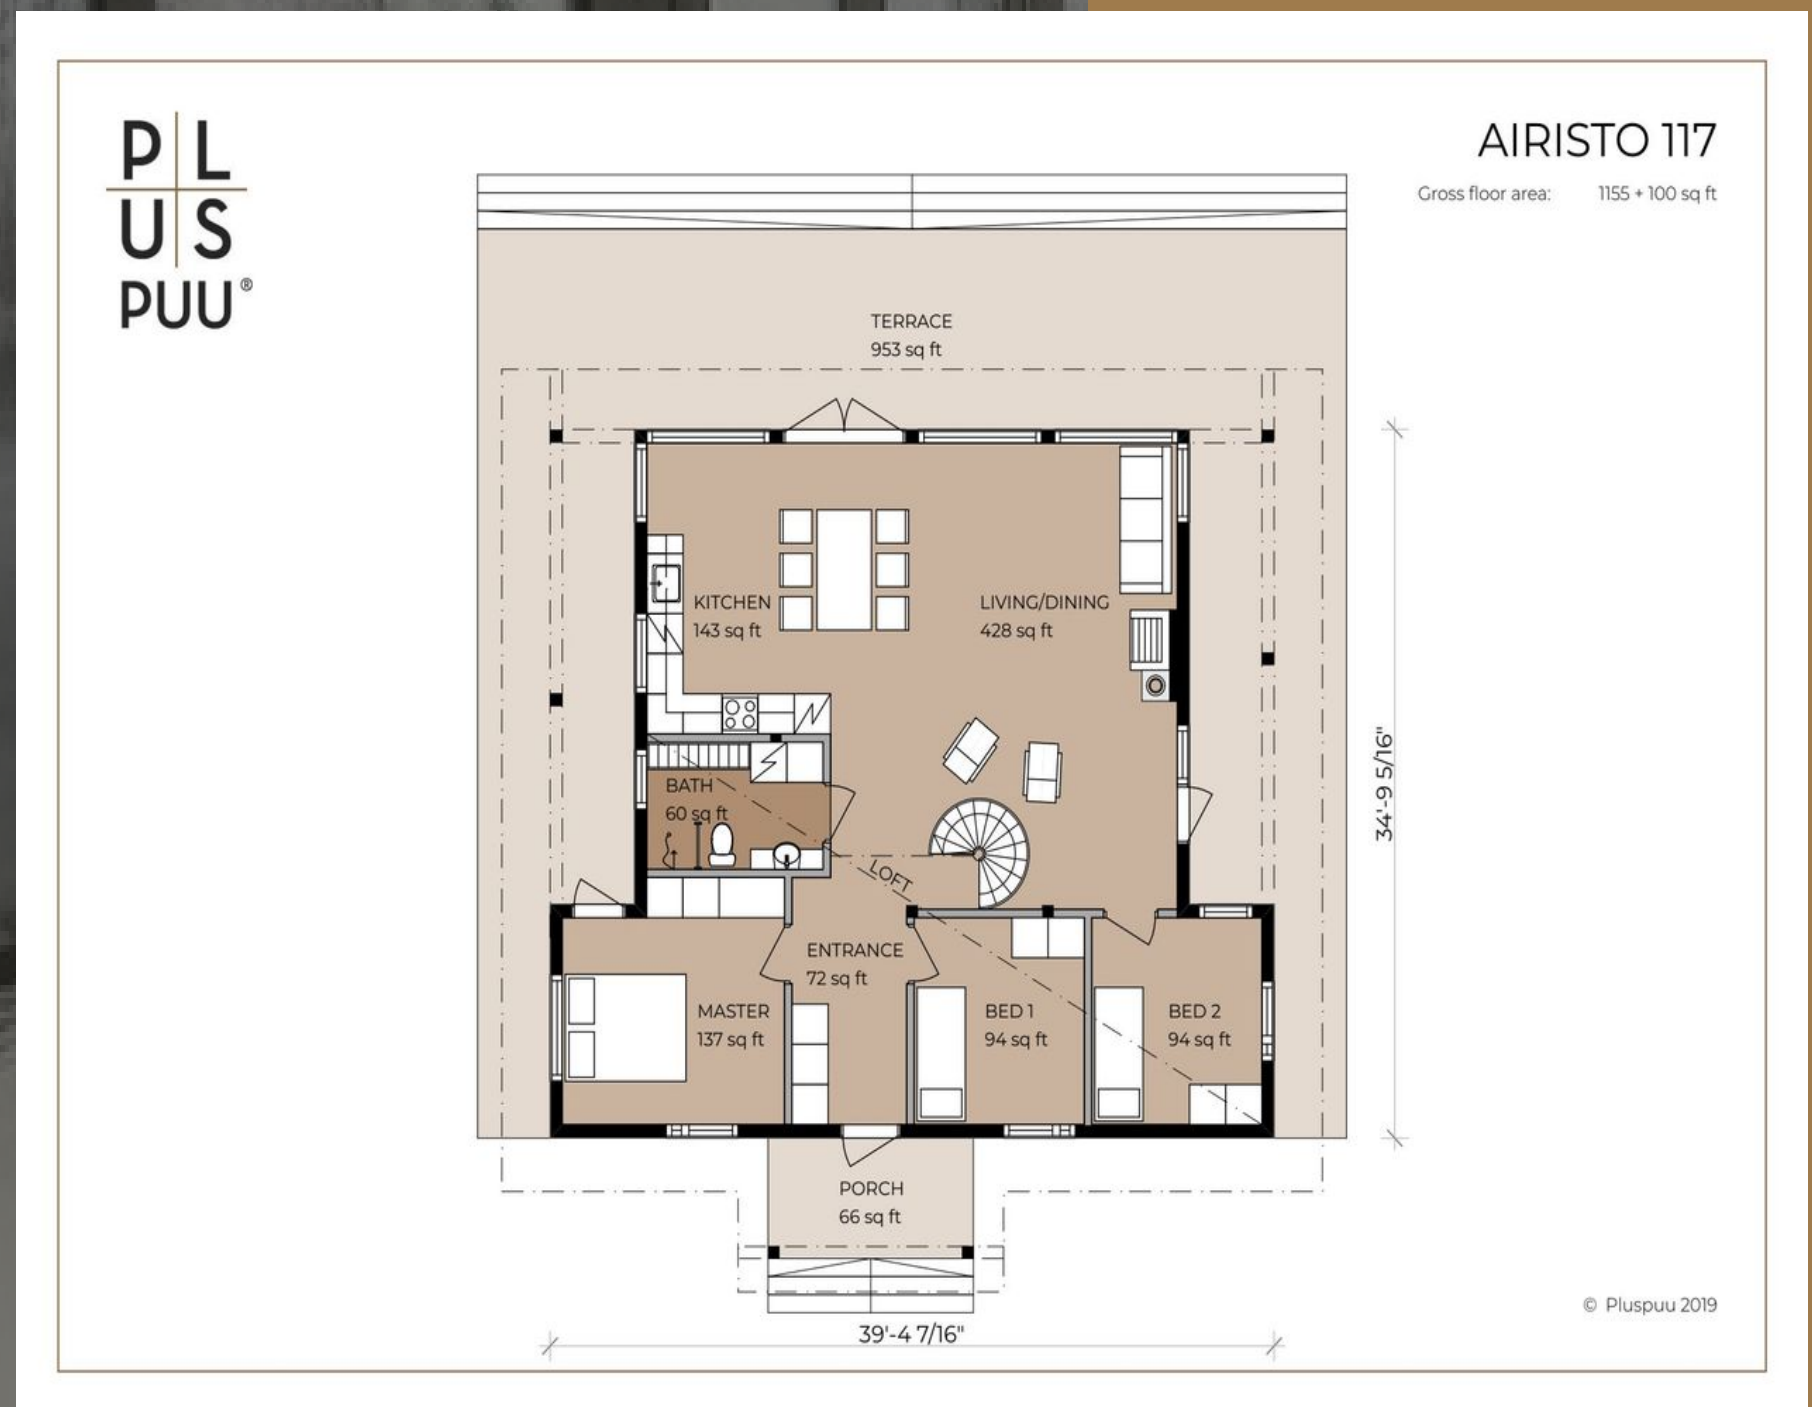 PL
US
PUU®
AIRISTO 117
Gross floor area: 1155 + 100 sq ft
TERRACE
953 sq ft
KITCHEN
143 sq ft
LIVING/DINING
428 sq ft
BATH
60 sq ft
LOFT
ENTRANCE
72 sq ft
MASTER
137 sq ft
BED 1
94 sq ft
BED 2
94 sq ft
34'-9 5/16"
PORCH
66 sq ft
39'-4 7/16"
© Pluspuu 2019